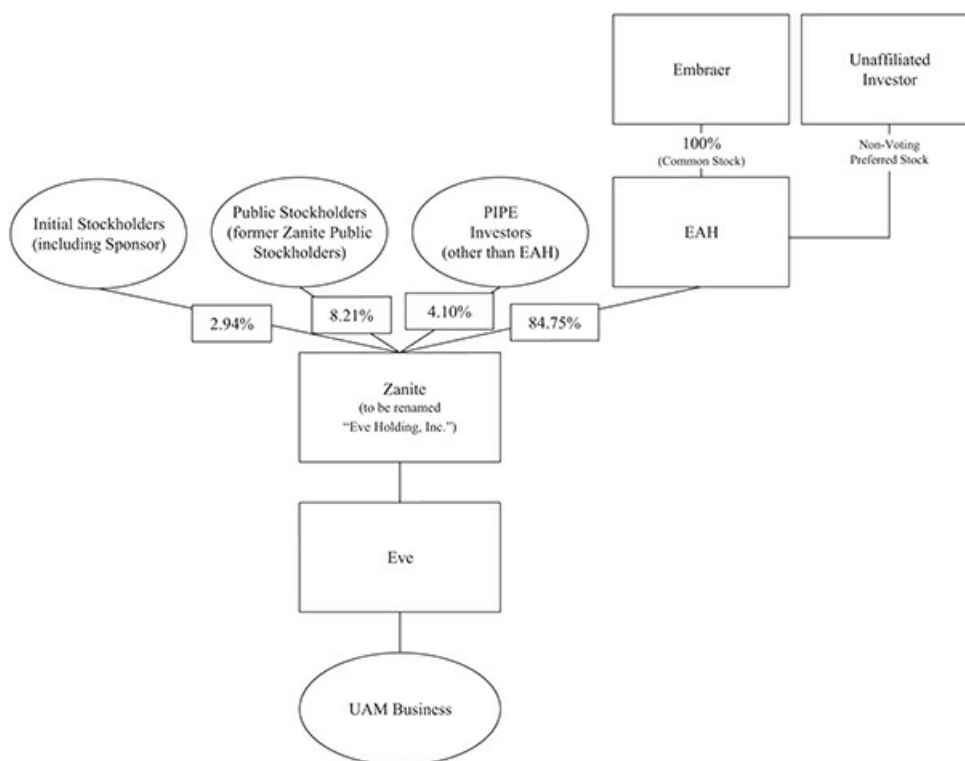 Embraer
Unaffiliated
Investor
100%
(Common Stock)
Non-Voting
Preferred Stock
Initial Stockholders
(including Sponsor)
Public Stockholders
(former Zanite Public
Stockholders)
PIPE
Investors
(other than EAH)
EAH
2.94%
8.21%
4.10%
84.75%
Zanite
(to be renamed
“Eve Holding, Inc.”)
Eve
UAM Business